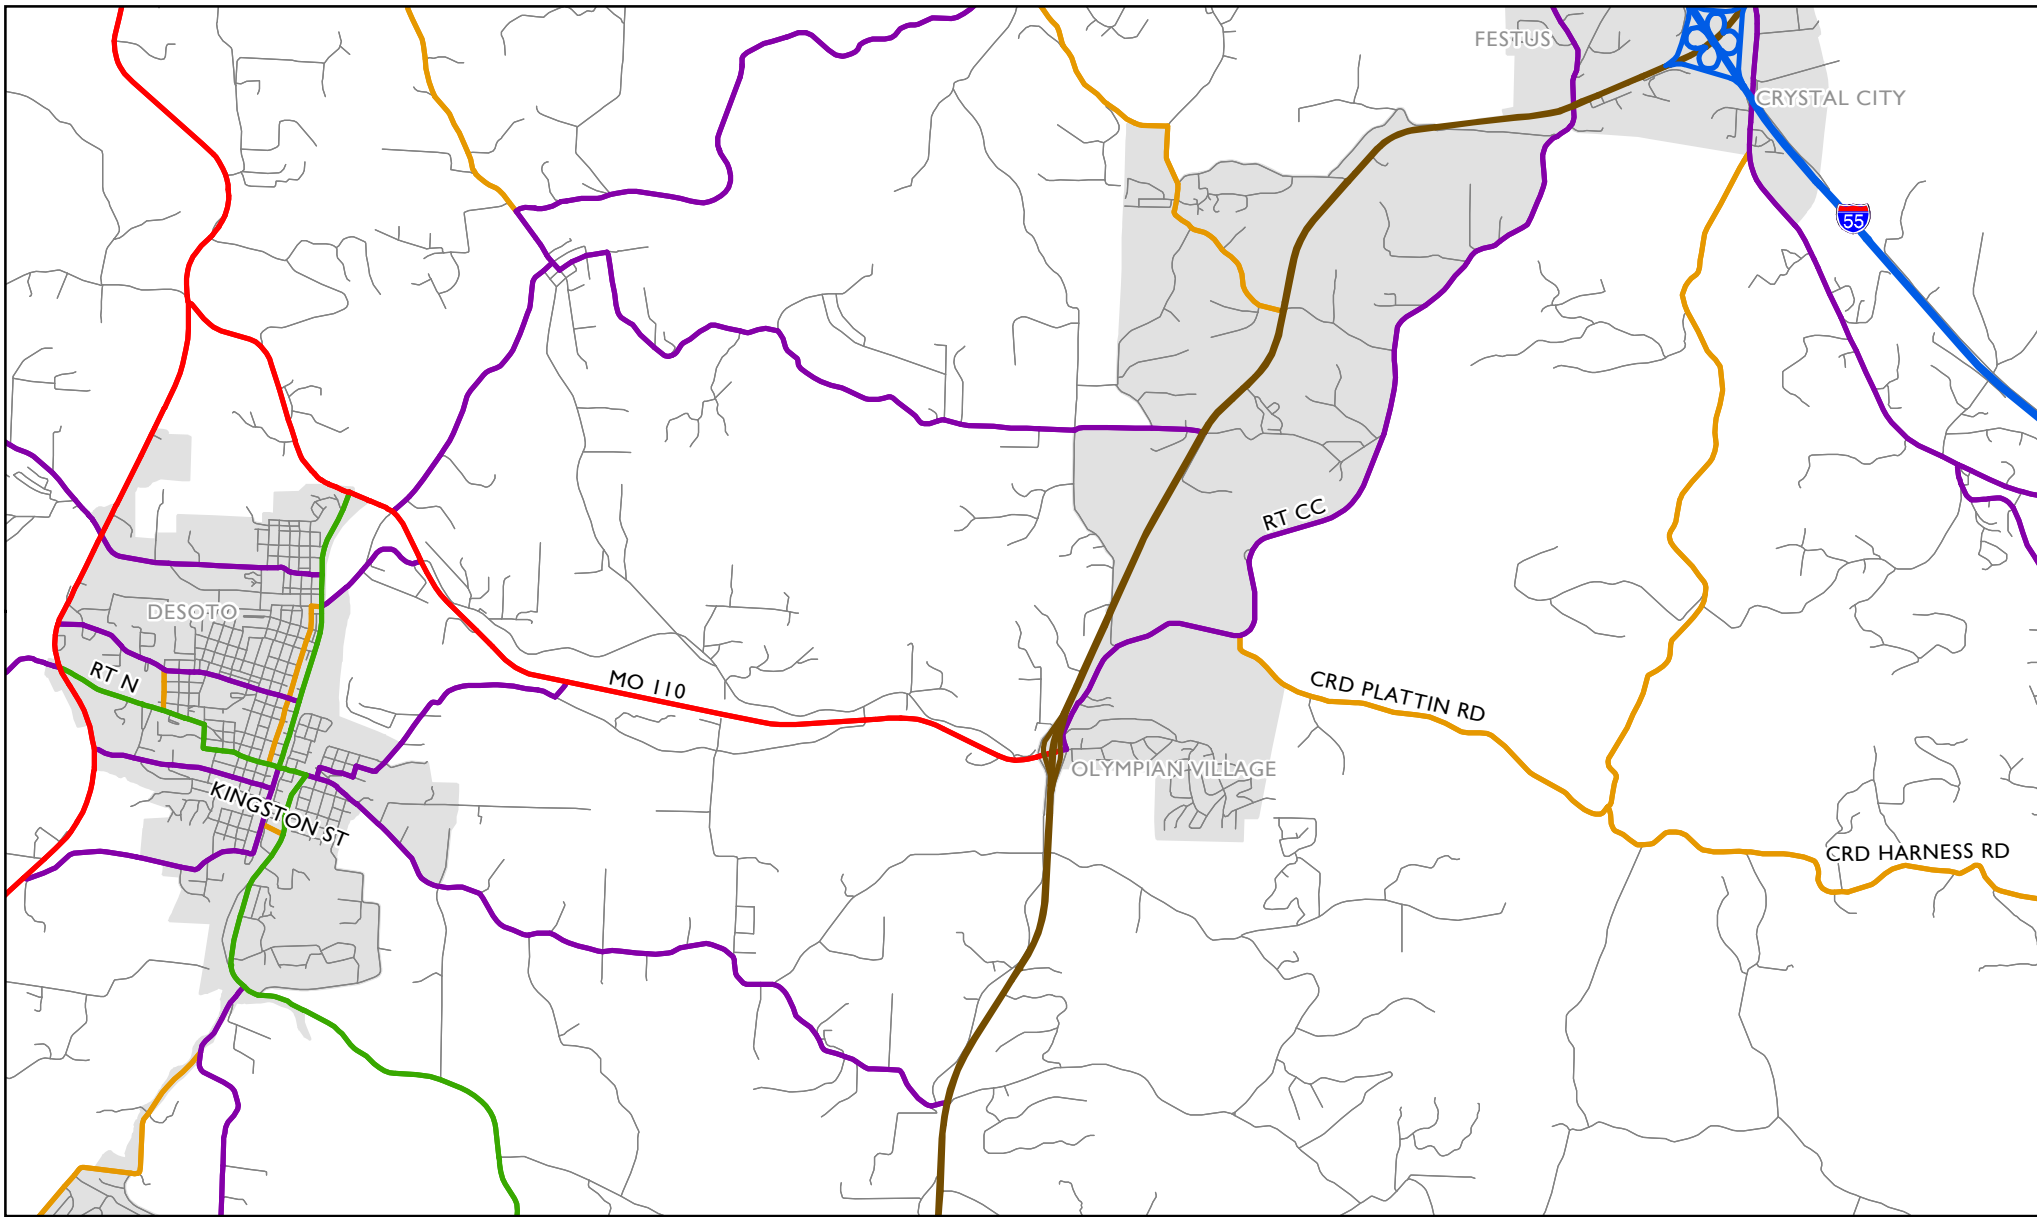 FESTUS
CRYSTAL CITY
55
RT CC
DESOTO
RT N
MO 110
CRD PLATTIN RD
OLYMPIAN VILLAGE
KINGSTON ST
CRD HARNESS RD